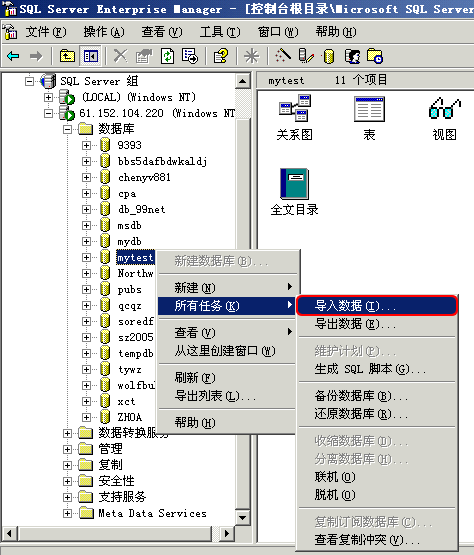 SQL Server Enterprise Manager - [控制台根目录\Microsoft SQL Server
文件(F) 操作(A) 查看(V) 工具(T) 窗口(W) 帮助(H)
SQL Server 组
(LOCAL) (Windows NT)
61.152.104.220 (Windows NT
数据库
9393
bbs5dafbdwkaldj
chenyv881
cpa
db_99net
msdb
mydb
mytest
Northw
pubs
qcqz
soredf
sz2005
tempdb
tywz
wolfbul
xct
ZHOA
数据转换服务
管理
复制
安全性
支持服务
Meta Data Services
mytest 11 个项目
关系图
表
视图
全文目录
新建数据库(B)...
新建(N)
所有任务(K)
查看(V)
从这里创建窗口(W)
刷新(F)
导出列表(L)...
帮助(H)
导入数据(I)...
导出数据(E)...
维护计划(P)...
生成 SQL 脚本(G)...
备份数据库(B)...
还原数据库(R)...
收缩数据库(D)...
分离数据库(H)...
联机(O)
脱机(O)
复制订阅数据库(C)...
查看复制冲突(V)...